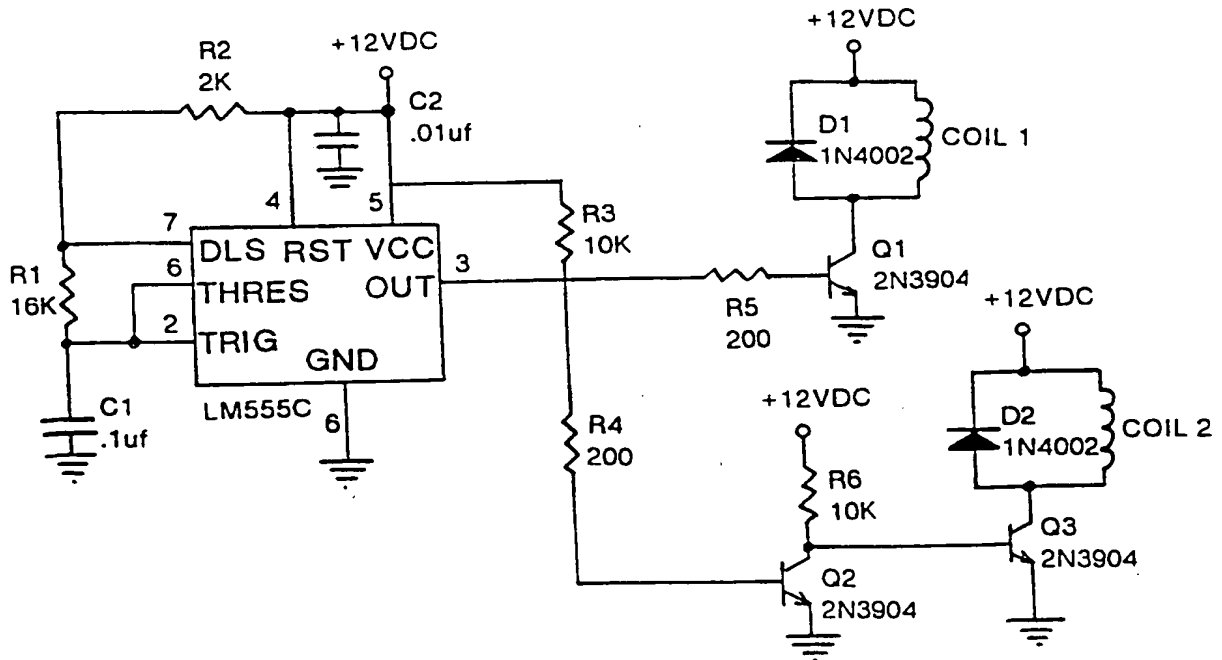 R2
2K
+12VDC
C2
.01uf
4
5
7
DLS
RST
VCC
6
THRES
OUT
3
2
TRIG
GND
LM555C
6
R1
16K
C1
.1uf
R3
10K
R4
200
R5
200
+12VDC
D1
1N4002
COIL 1
Q1
2N3904
+12VDC
R6
10K
Q2
2N3904
+12VDC
D2
1N4002
COIL 2
Q3
2N3904